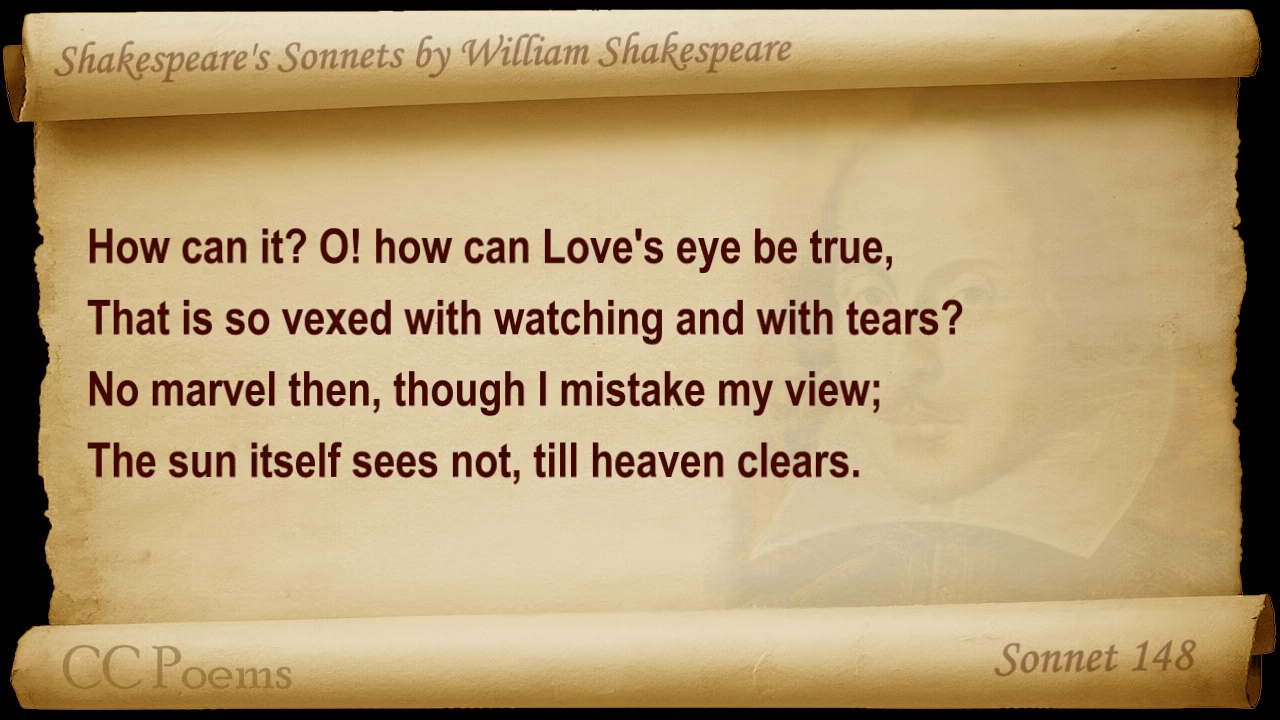 Shakespeare's Sonnets by William Shakespeare
How can it? O! how can Love's eye be true,
That is so vexed with watching and with tears?
No marvel then, though I mistake my view;
The sun itself sees not, till heaven clears.
CC Poems
Sonnet 148